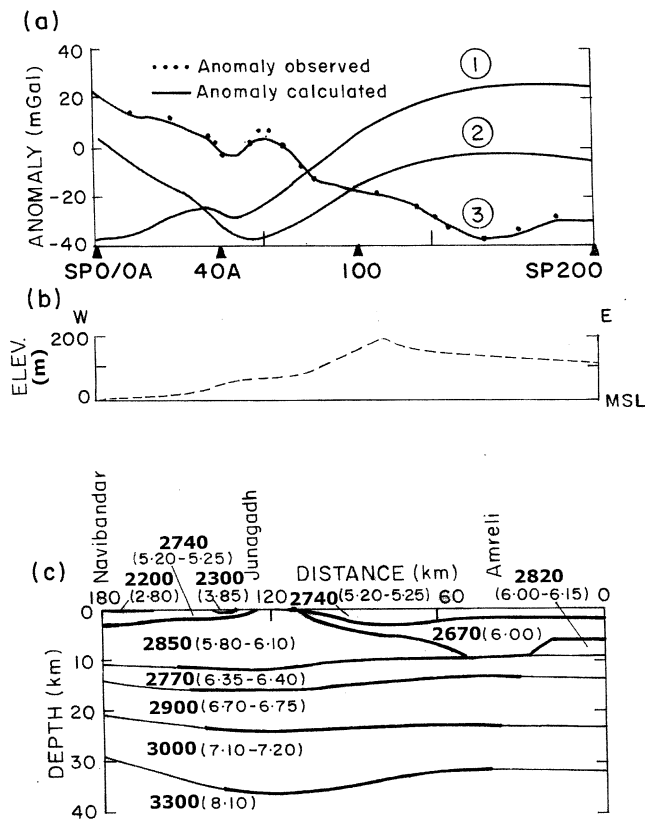 (a)
ANOMALY (mGal)
40
20
0
-20
-40
.... Anomaly observed
— Anomaly calculated
1
2
3
SP0/0A 40A 100 SP200
(b)
W E
ELEV. (m)
200
0
MSL
(c)
Navibandar
Junagadh
Amreli
2740
(5·20-5·25)
2200
(2·80)
2300
(3·85)
DISTANCE (km)
2740(5·20-5·25)
2820
(6·00-6·15)
180 120 60 0
DEPTH (km)
0
10
20
30
40
2850(5·80-6·10)
2670(6·00)
2770(6·35-6·40)
2900(6·70-6·75)
3000(7·10-7·20)
3300(8·10)